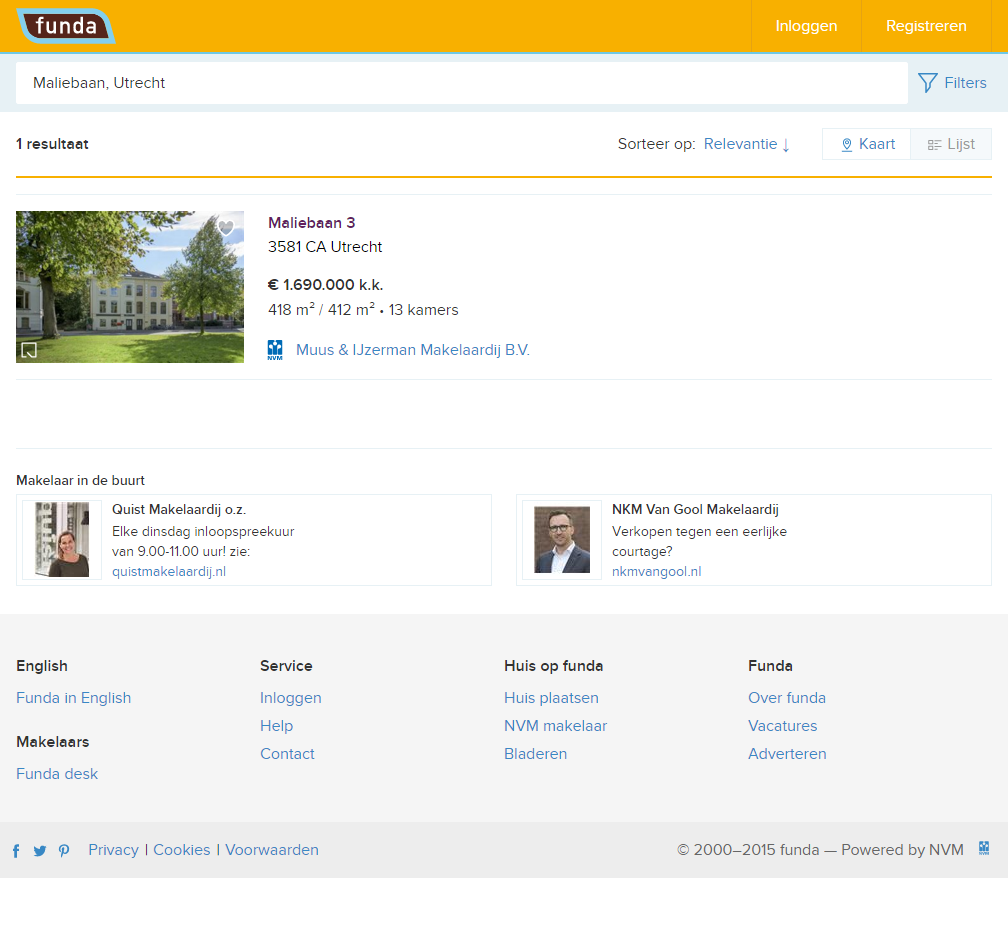 funda
Inloggen
Registreren
Maliebaan, Utrecht
Filters
1 resultaat
Sorteer op: Relevantie ↓
Kaart
Lijst
Maliebaan 3
3581 CA Utrecht
€ 1.690.000 k.k.
418 m² / 412 m² • 13 kamers
NVM Muus & IJzerman Makelaardij B.V.
Makelaar in de buurt
Quist Makelaardij o.z.
Elke dinsdag inloopspreekuur
van 9.00-11.00 uur! zie:
quistmakelaardij.nl
NKM Van Gool Makelaardij
Verkopen tegen een eerlijke
courtage?
nkmvangool.nl
English
Funda in English
Makelaars
Funda desk
Service
Inloggen
Help
Contact
Huis op funda
Huis plaatsen
NVM makelaar
Bladeren
Funda
Over funda
Vacatures
Adverteren
Privacy | Cookies | Voorwaarden
© 2000–2015 funda — Powered by NVM